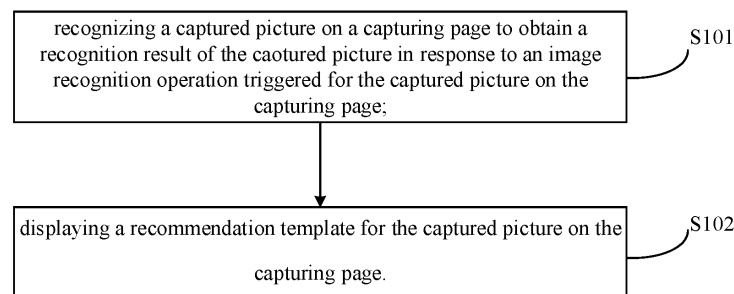 recognizing a captured picture on a capturing page to obtain a
recognition result of the caotured picture in response to an image
recognition operation triggered for the captured picture on the
capturing page;
S101
displaying a recommendation template for the captured picture on the
capturing page.
S102